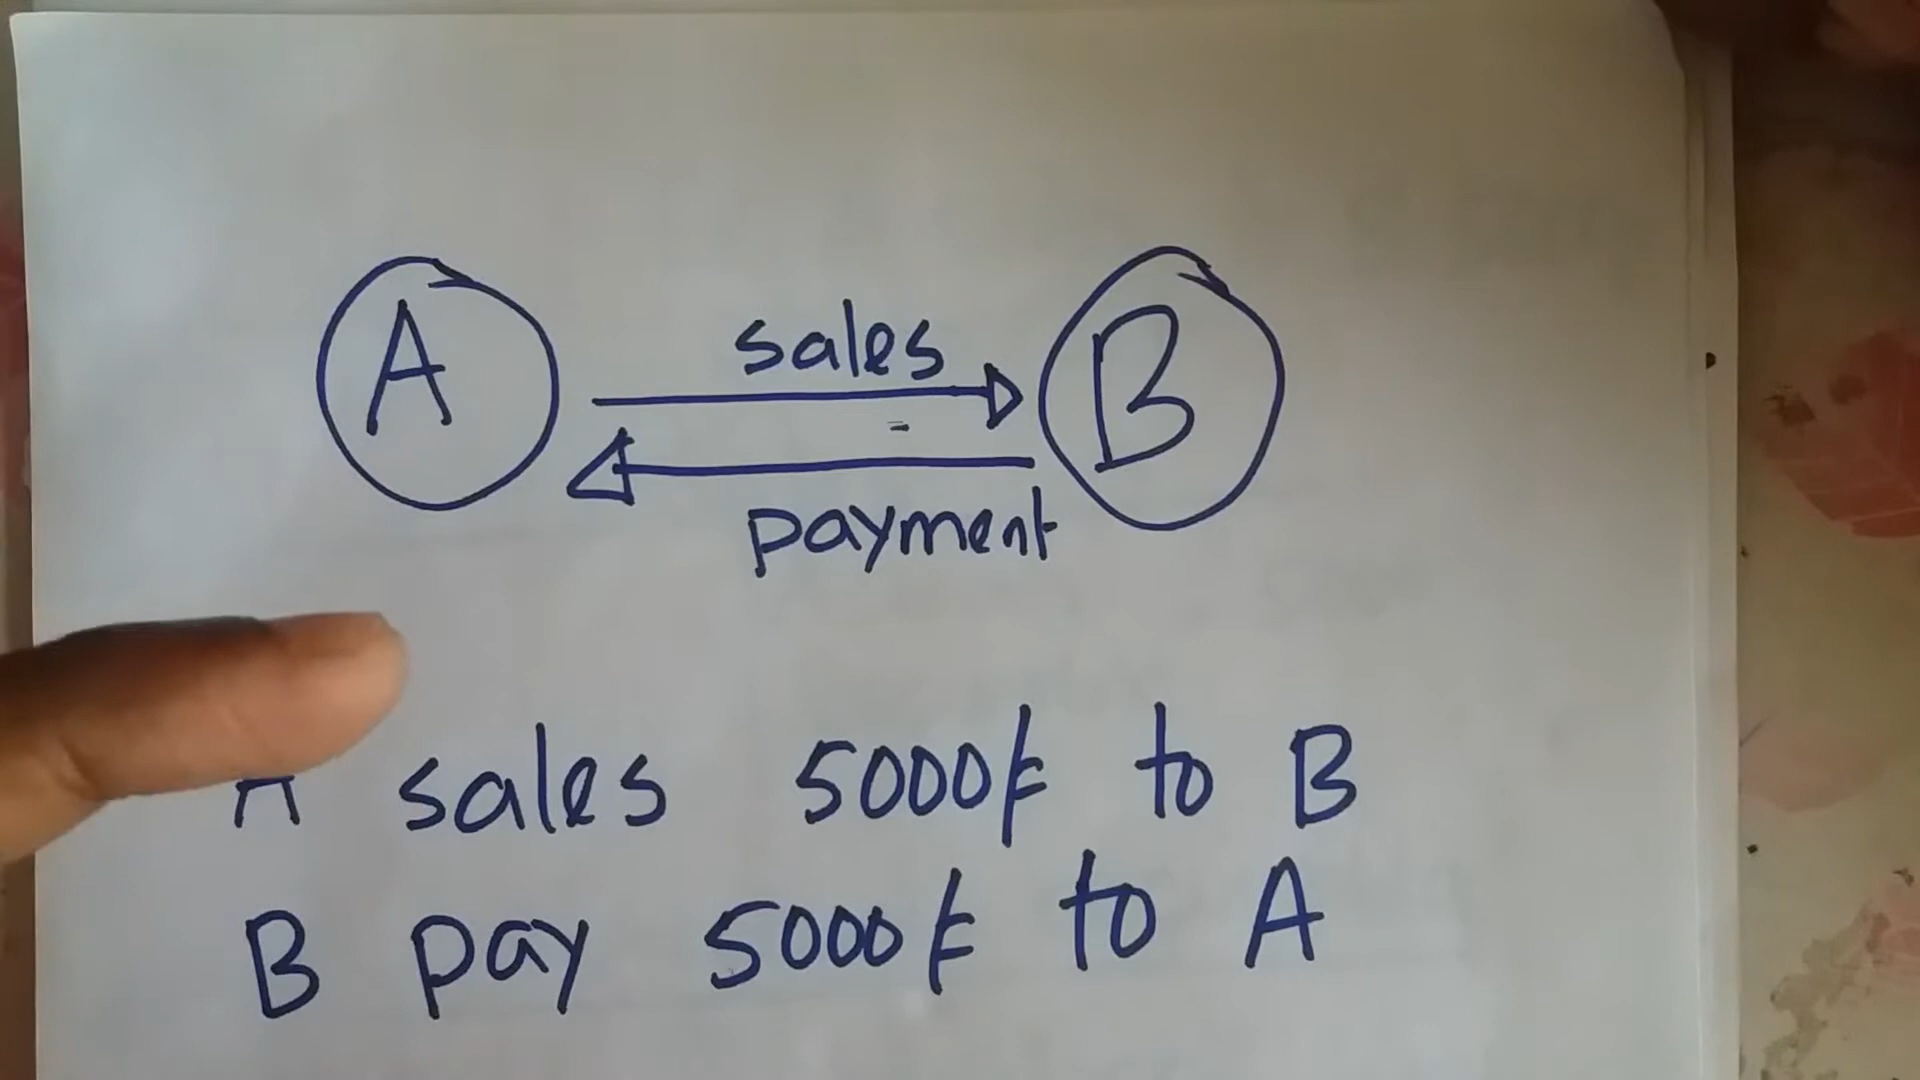 A
sales
B
payment
A sales 5000/= to B
B pay 5000/= to A